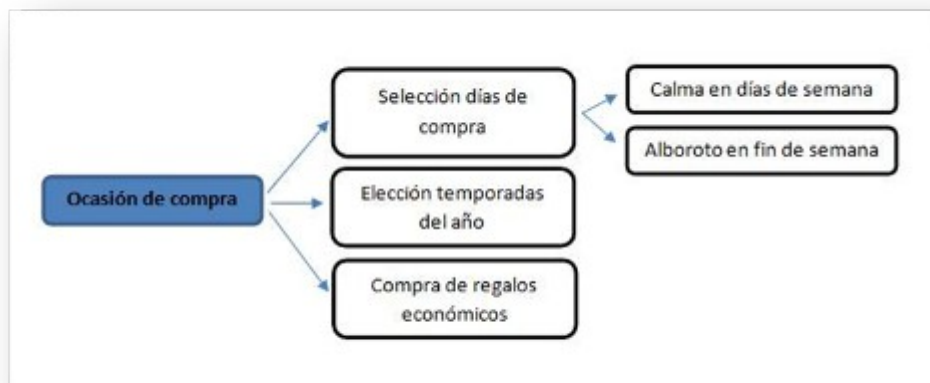 Ocasión de compra
Selección días de
compra
Calma en días de semana
Alboroto en fin de semana
Elección temporadas
del año
Compra de regalos
económicos